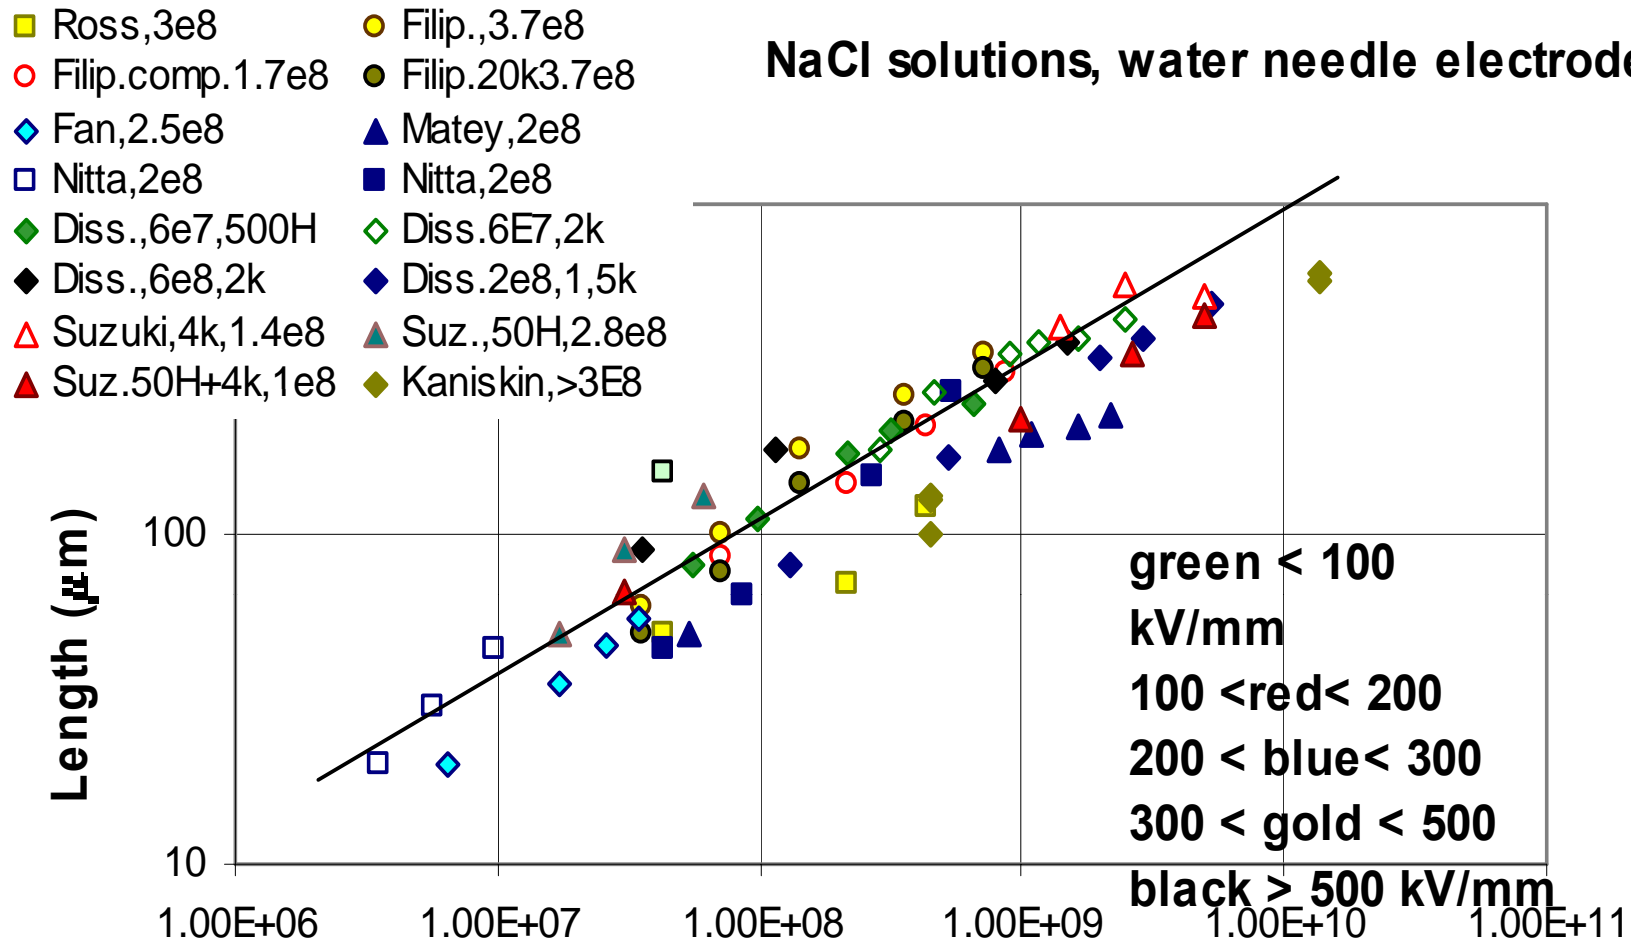 Ross,3e8 Filip.,3.7e8
Filip.comp.1.7e8 Filip.20k3.7e8
Fan,2.5e8 Matey,2e8
Nitta,2e8 Nitta,2e8
Diss.,6e7,500H Diss.6E7,2k
Diss.,6e8,2k Diss.2e8,1,5k
Suzuki,4k,1.4e8 Suz.,50H,2.8e8
Suz.50H+4k,1e8 Kaniskin,>3E8
NaCl solutions, water needle electrode
Length (μm)
100
10
green < 100
kV/mm
100 <red< 200
200 < blue< 300
300 < gold < 500
black > 500 kV/mm
1.00E+06 1.00E+07 1.00E+08 1.00E+09 1.00E+10 1.00E+11